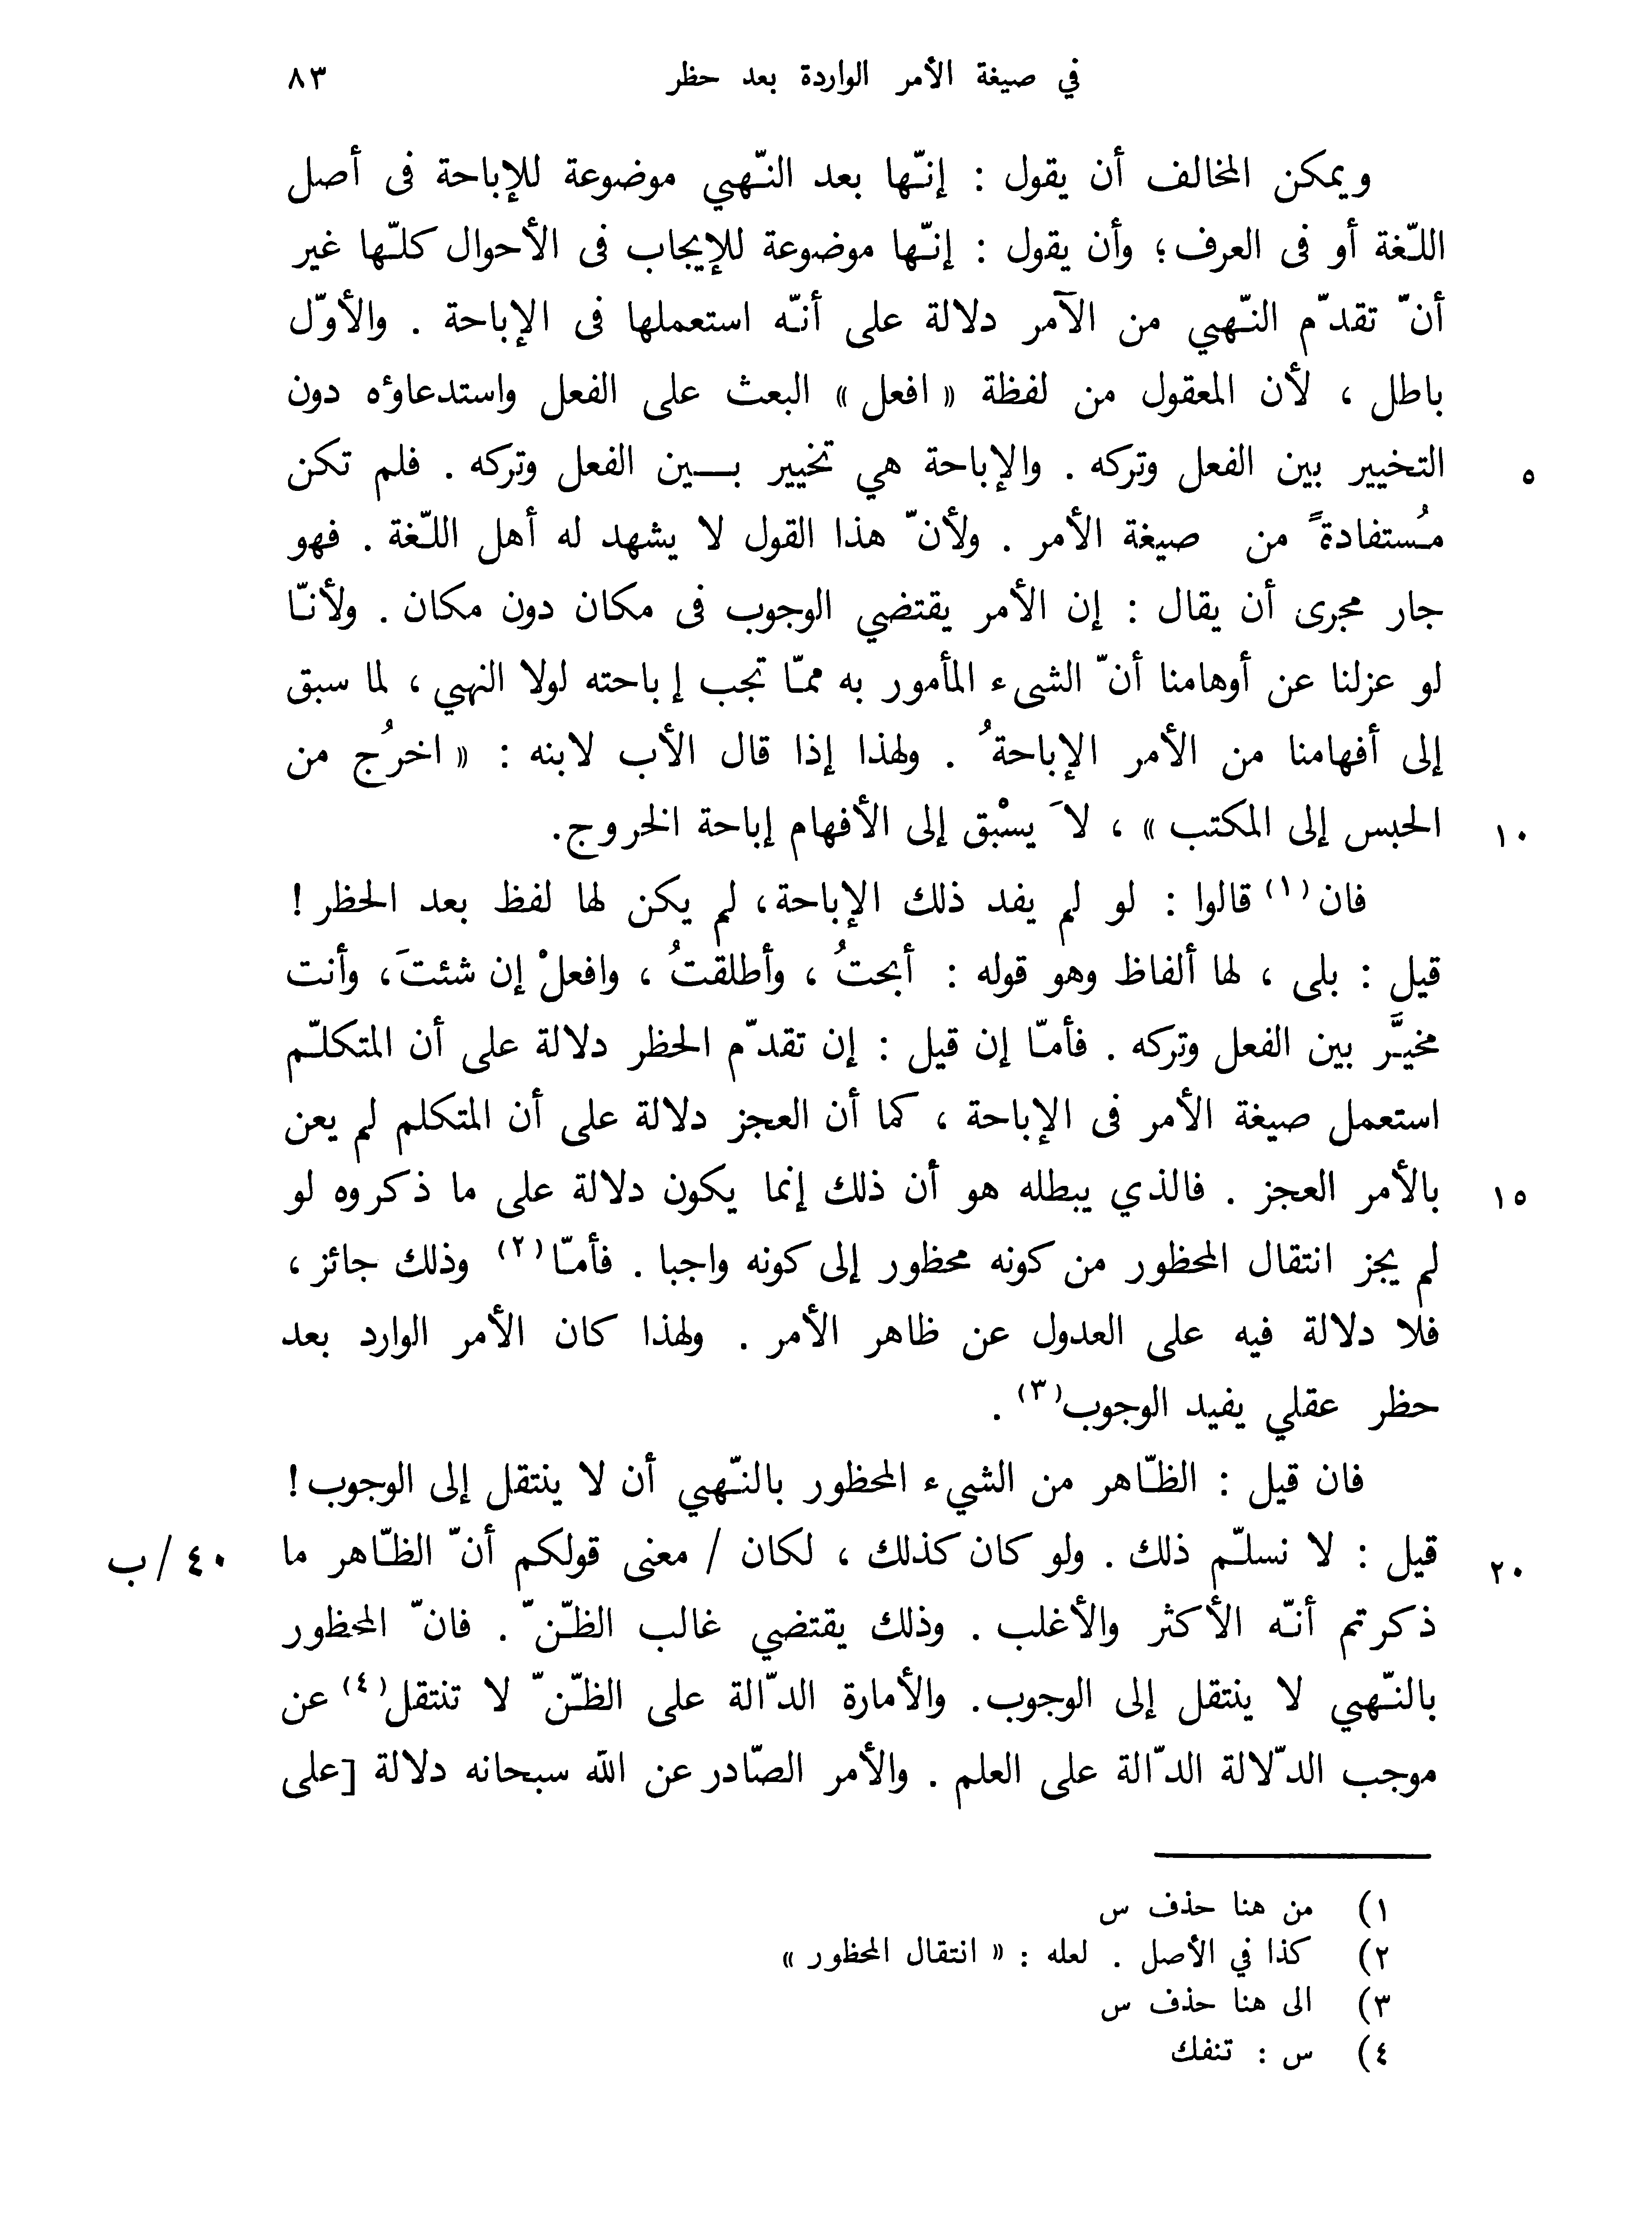 في صيغة الأمر الواردة بعد حظر ٨٣
ويمكن المخالف أن يقول : إنّها بعد النّهي موضوعة للإباحة فى أصل
اللّغة أو فى العرف؛ وأن يقول : إنّها موضوعة للإيجاب فى الأحوال كلّها غير
أنّ تقدّم النّهي من الآمر دلالة على أنّه استعملها فى الإباحة . والأوّل
باطل ، لأن المعقول من لفظة « افعل » البعث على الفعل واستدعاؤه دون
التخيير بين الفعل وتركه . والإباحة هي تخيير بـــين الفعل وتركه . فلم تكن ٥
مُستفادةً من صيغة الأمر . ولأنّ هذا القول لا يشهد له أهل اللّغة . فهو
جار مجرى أن يقال : إن الأمر يقتضي الوجوب فى مكان دون مكان . ولأنّا
لو عزلنا عن أوهامنا أنّ الشىء المأمور به ممّا تجب إباحته لولا النهي ، لما سبق
إلى أفهامنا من الأمر الإباحةُ . ولهذا إذا قال الأب لابنه : « اخرُج من
الحبس إلى المكتب » ، لاَ يسبْق إلى الأفهام إباحة الخروج. ١٠
فان(١) قالوا : لو لم يفد ذلك الإباحة، لم يكن لها لفظ بعد الحظر !
قيل : بلى ، لها ألفاظ وهو قوله : أبحتُ ، وأطلقتُ ، وافعلْ إن شئتَ، وأنت
مخيَّر بين الفعل وتركه . فأمّا إن قيل : إن تقدّم الحظر دلالة على أن المتكلّم
استعمل صيغة الأمر فى الإباحة ، كما أن العجز دلالة على أن المتكلم لم يعن
بالأمر العجز . فالذي يبطله هو أن ذلك إنما يكون دلالة على ما ذكروه لو ١٥
لم يجز انتقال المحظور من كونه محظور إلى كونه واجبا . فأمّا(٢) وذلك جائز ،
فلا دلالة فيه على العدول عن ظاهر الأمر . ولهذا كان الأمر الوارد بعد
حظر عقلي يفيد الوجوب(٣) .
فان قيل : الظّاهر من الشيء المحظور بالنّهي أن لا ينتقل إلى الوجوب!
قيل : لا نسلّم ذلك . ولو كان كذلك ، لكان / معنى قولكم أنّ الظّاهر ما ٢٠ ٤٠/ب
ذكرتم أنّه الأكثر والأغلب . وذلك يقتضي غالب الظّنّ . فانّ المحظور
بالنّهي لا ينتقل إلى الوجوب. والأمارة الدّالة على الظّنّ لا تنتقل(٤) عن
موجب الدّلالة الدّالة على العلم . والأمر الصّادر عن الله سبحانه دلالة [على
١) من هنا حذف س
٢) كذا في الأصل . لعله : « انتقال المحظور »
٣) الى هنا حذف س
٤) س : تنفك